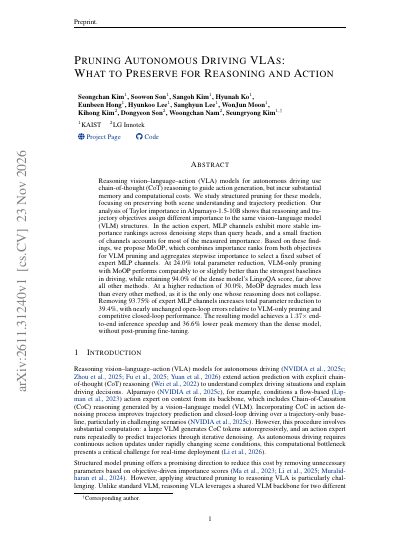 Preprint.
PRUNING AUTONOMOUS DRIVING VLAS:
WHAT TO PRESERVE FOR REASONING AND ACTION
Seongchan Kim1, Soowon Son1, Sangoh Kim1, Hyunah Ko1,
Eunbeen Hong1, Hyunkoo Lee1, Sanghyun Lee1, WonJun Moon1,
Kihong Kim2, Dongyeon Son2, Woongchan Nam2, Seungryong Kim1,†
1KAIST 2LG Innotek
Project Page Code
ABSTRACT
Reasoning vision–language–action (VLA) models for autonomous driving use
chain-of-thought (CoT) reasoning to guide action generation, but incur substantial
memory and computational costs. We study structured pruning for these models,
focusing on preserving both scene understanding and trajectory prediction. Our
analysis of Taylor importance in Alpamayo-1.5-10B shows that reasoning and tra-
jectory objectives assign different importance to the same vision–language model
(VLM) structures. In the action expert, MLP channels exhibit more stable im-
portance rankings across denoising steps than query heads, and a small fraction
of channels accounts for most of the measured importance. Based on these find-
ings, we propose MoOP, which combines importance ranks from both objectives
for VLM pruning and aggregates stepwise importance to select a fixed subset of
expert MLP channels. At 24.0% total parameter reduction, VLM-only pruning
with MoOP performs comparably to or slightly better than the strongest baselines
in driving, while retaining 94.0% of the dense model's LingoQA score, far above
all other methods. At a higher reduction of 30.0%, MoOP degrades much less
than every other method, as it is the only one whose reasoning does not collapse.
Removing 93.75% of expert MLP channels increases total parameter reduction to
39.4%, with nearly unchanged open-loop errors relative to VLM-only pruning and
competitive closed-loop performance. The resulting model achieves a 1.37× end-
to-end inference speedup and 36.6% lower peak memory than the dense model,
without post-pruning fine-tuning.
1 INTRODUCTION
Reasoning vision–language–action (VLA) models for autonomous driving (NVIDIA et al., 2025c;
Zhou et al., 2025; Fu et al., 2025; Yuan et al., 2026) extend action prediction with explicit chain-
of-thought (CoT) reasoning (Wei et al., 2022) to understand complex driving situations and explain
driving decisions. Alpamayo (NVIDIA et al., 2025c), for example, conditions a flow-based (Lip-
man et al., 2023) action expert on context from its backbone, which includes Chain-of-Causation
(CoC) reasoning generated by a vision–language model (VLM). Incorporating CoC in action de-
noising process improves trajectory prediction and closed-loop driving over a trajectory-only base-
line, particularly in challenging scenarios (NVIDIA et al., 2025c). However, this procedure involves
substantial computation: a large VLM generates CoC tokens autoregressively, and an action expert
runs repeatedly to predict trajectories through iterative denoising. As autonomous driving requires
continuous action updates under rapidly changing scene conditions, this computational bottleneck
presents a critical challenge for real-time deployment (Li et al., 2026).
Structured model pruning offers a promising direction to reduce this cost by removing unnecessary
parameters based on objective-driven importance scores (Ma et al., 2023; Li et al., 2025; Muralid-
haran et al., 2024). However, applying structured pruning to reasoning VLA is particularly chal-
lenging. Unlike standard VLM, reasoning VLA leverages a shared VLM backbone for two different
†Corresponding author.
1
arXiv:2611.31240v1 [cs.CV] 23 Nov 2026